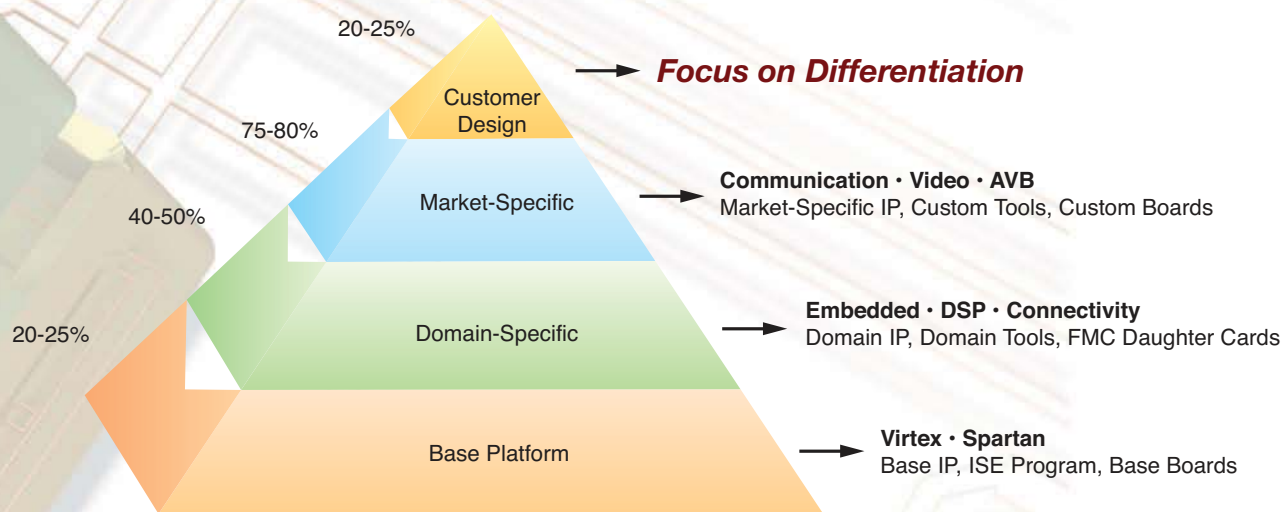 20-25%
Focus on Differentiation
Customer
Design
75-80%
Communication • Video • AVB
Market-Specific
Market-Specific IP, Custom Tools, Custom Boards
40-50%
Embedded • DSP • Connectivity
Domain-Specific
Domain IP, Domain Tools, FMC Daughter Cards
20-25%
Virtex • Spartan
Base Platform
Base IP, ISE Program, Base Boards